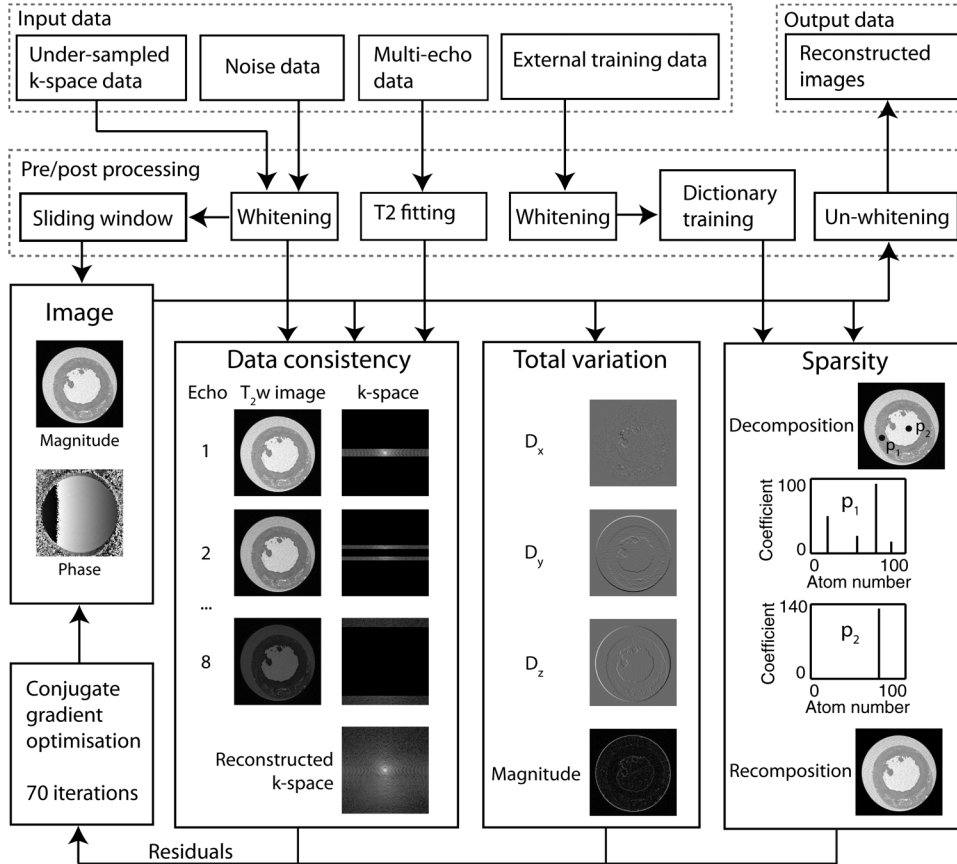 Input data
Output data
Under-sampled
k-space data
Noise data
Multi-echo
data
External training data
Reconstructed
images
Pre/post processing
Sliding window
Whitening
T2 fitting
Whitening
Dictionary
training
Un-whitening
Image
Magnitude
Phase
Data consistency
Echo
T₂w image
k-space
1
2
...
8
Reconstructed
k-space
Total variation
Dₓ
D_y
D_z
Magnitude
Sparsity
Decomposition
p₁
p₂
100
Coefficient
p₁
0
0
100
Atom number
140
Coefficient
p₂
0
0
100
Atom number
Recomposition
Conjugate
gradient
optimisation
70 iterations
Residuals